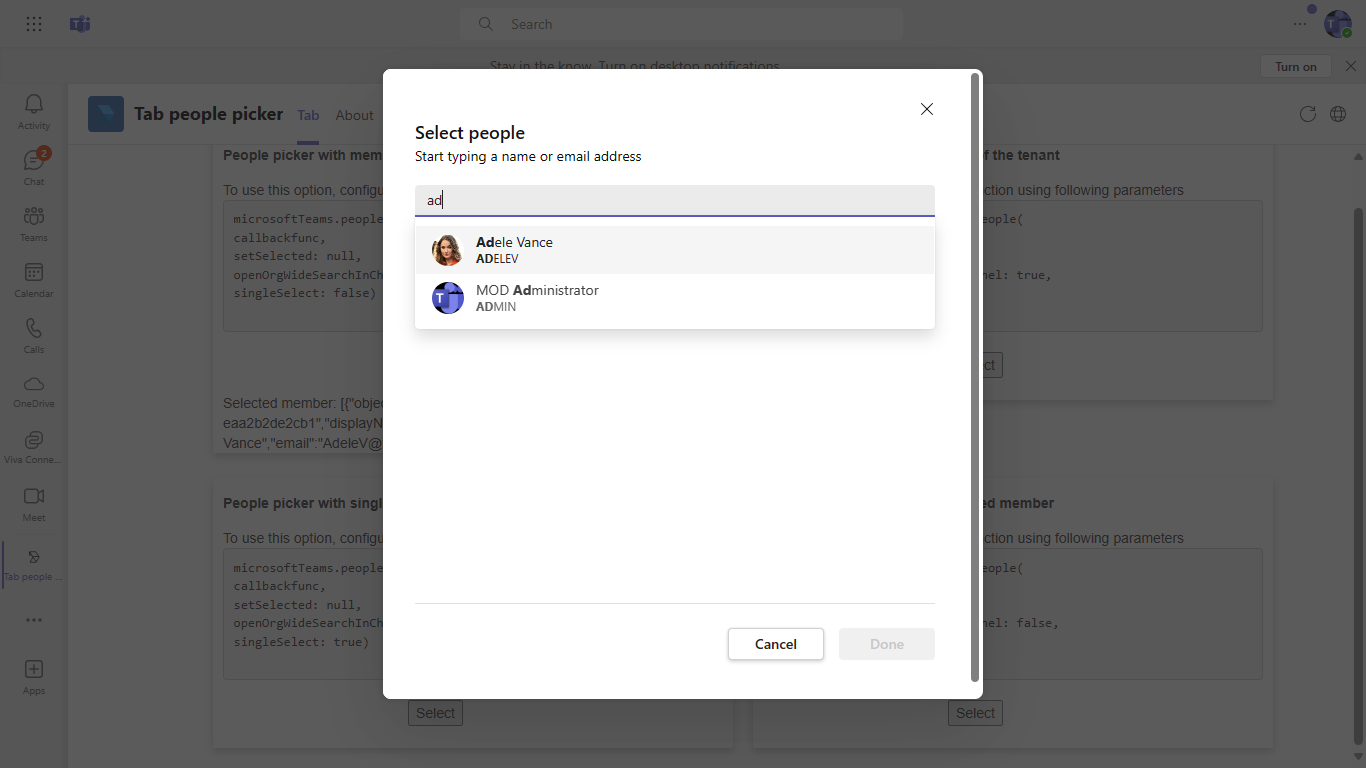 Search
Stay in the know. Turn on desktop notifications.
Turn on
Activity
2
Chat
Teams
Calendar
Calls
OneDrive
Viva Conne...
Meet
Tab people...
Apps
Tab people picker
Tab
About
People picker with mem
To use this option, configu
microsoftTeams.people
callbackfunc,
setSelected: null,
openOrgWideSearchInCh
singleSelect: false)
Selected member: [{"objec
eaa2b2de2cb1","displayN
Vance","email":"AdeleV@
f the tenant
ction using following parameters
eople(
nel: true,
ct
People picker with singl
To use this option, configu
microsoftTeams.people
callbackfunc,
setSelected: null,
openOrgWideSearchInCh
singleSelect: true)
Select
ed member
ction using following parameters
eople(
nel: false,
Select
Select people
Start typing a name or email address
ad
Adele Vance
ADELEV
MOD Administrator
ADMIN
Cancel
Done